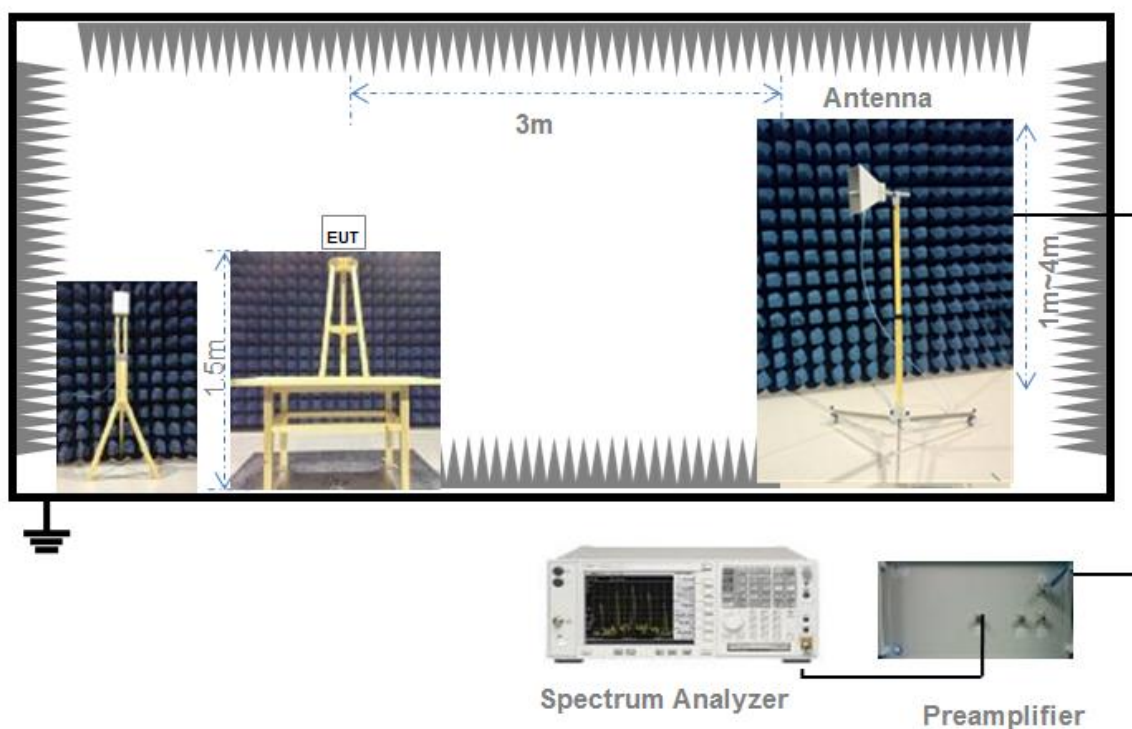 Antenna
3m
EUT
1.5m
1m~4m
Spectrum Analyzer
Preamplifier